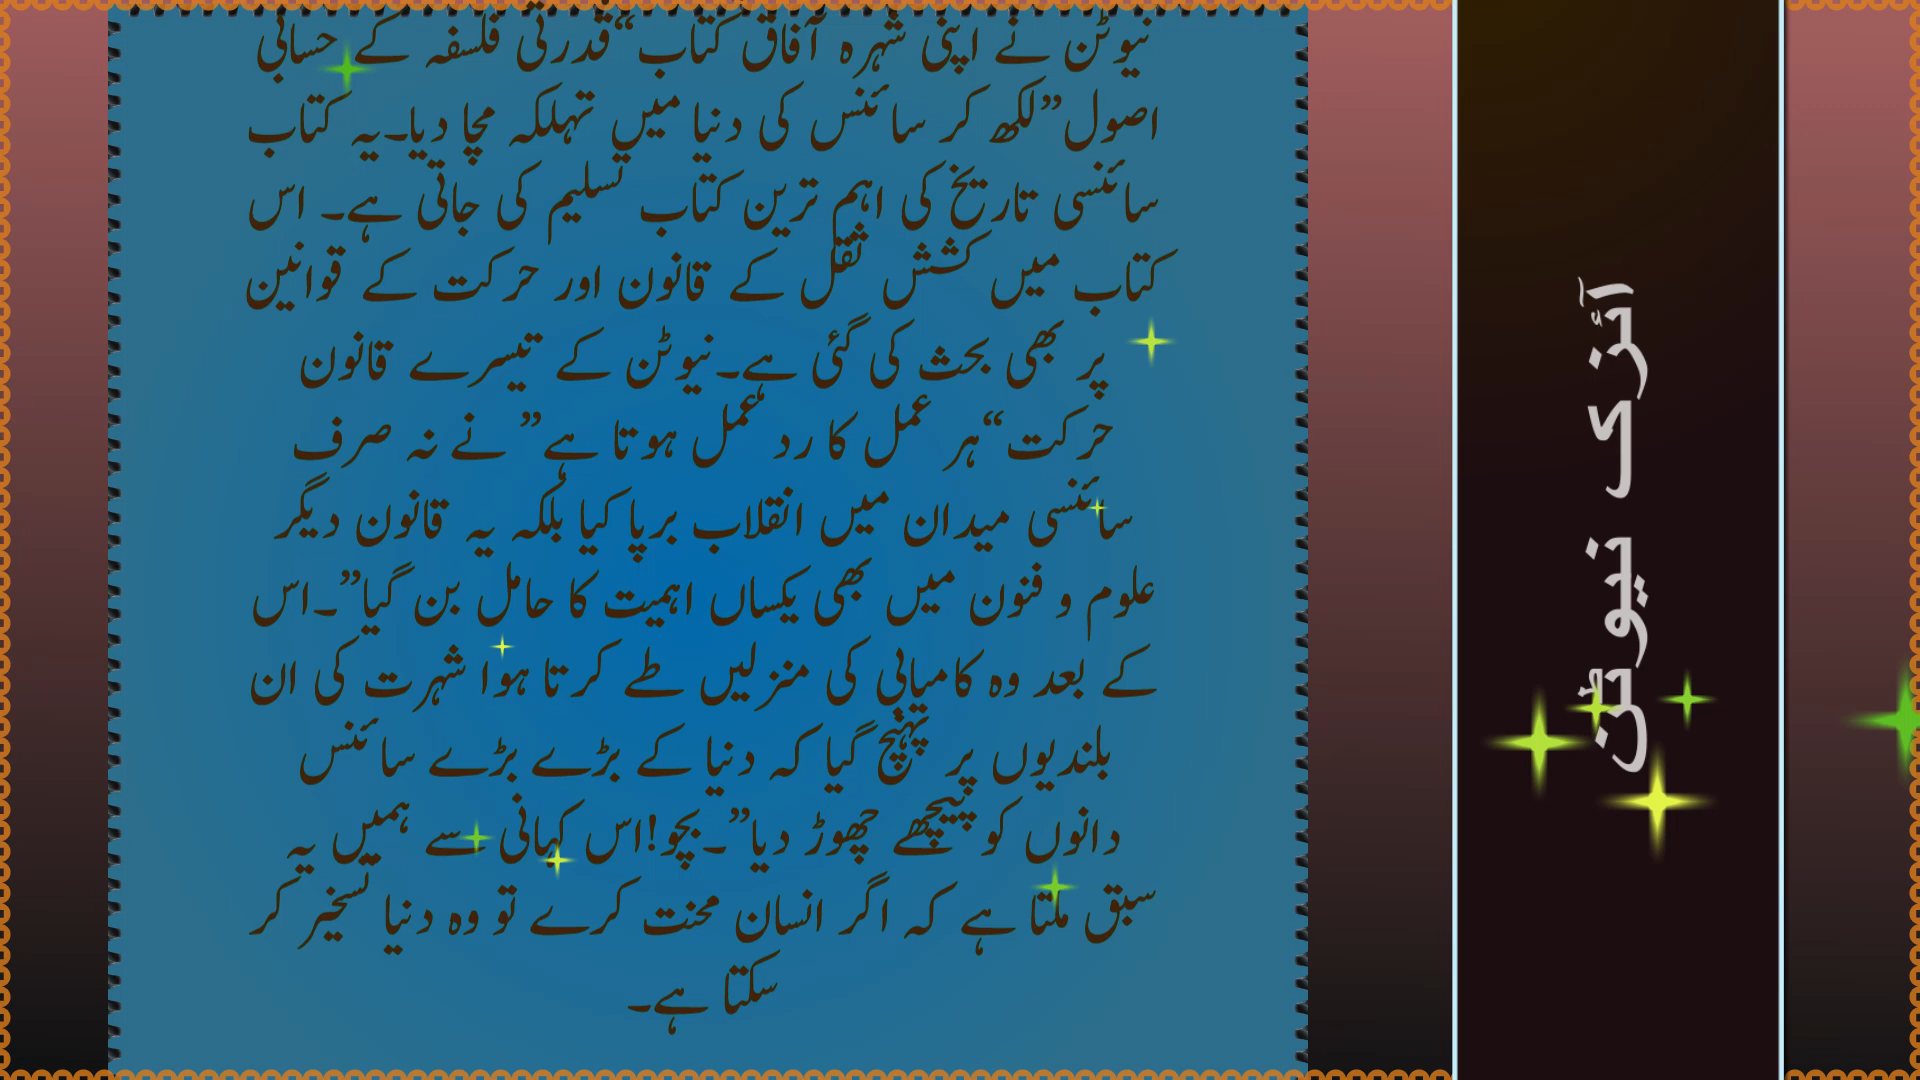 نیوٹن نے اپنی شہرہ آفاق کتاب“قدرتی فلسفہ کے حسابی
اصول”لکھ کر سائنس کی دنیا میں تہلکہ مچا دیا۔یہ کتاب
سائنسی تاریخ کی اہم ترین کتاب تسلیم کی جاتی ہے۔ اس
کتاب میں کشش ثقل کے قانون اور حرکت کے قوانین
پر بھی بحث کی گئی ہے۔نیوٹن کے تیسرے قانون
حرکت“ہر عمل کا رد عمل ہوتا ہے”نے نہ صرف
سائنسی میدان میں انقلاب برپا کیا بلکہ یہ قانون دیگر
علوم و فنون میں بھی یکساں اہمیت کا حامل بن گیا”۔اس
کے بعد وہ کامیابی کی منزلیں طے کرتا ہوا شہرت کی ان
بلندیوں پر پہنچ گیا کہ دنیا کے بڑے بڑے سائنس
دانوں کو پیچھے چھوڑ دیا”۔بچو!اس کہانی سے ہمیں یہ
سبق ملتا ہے کہ اگر انسان محنت کرے تو وہ دنیا تسخیر کر
سکتا ہے۔
آئزک نیوٹن